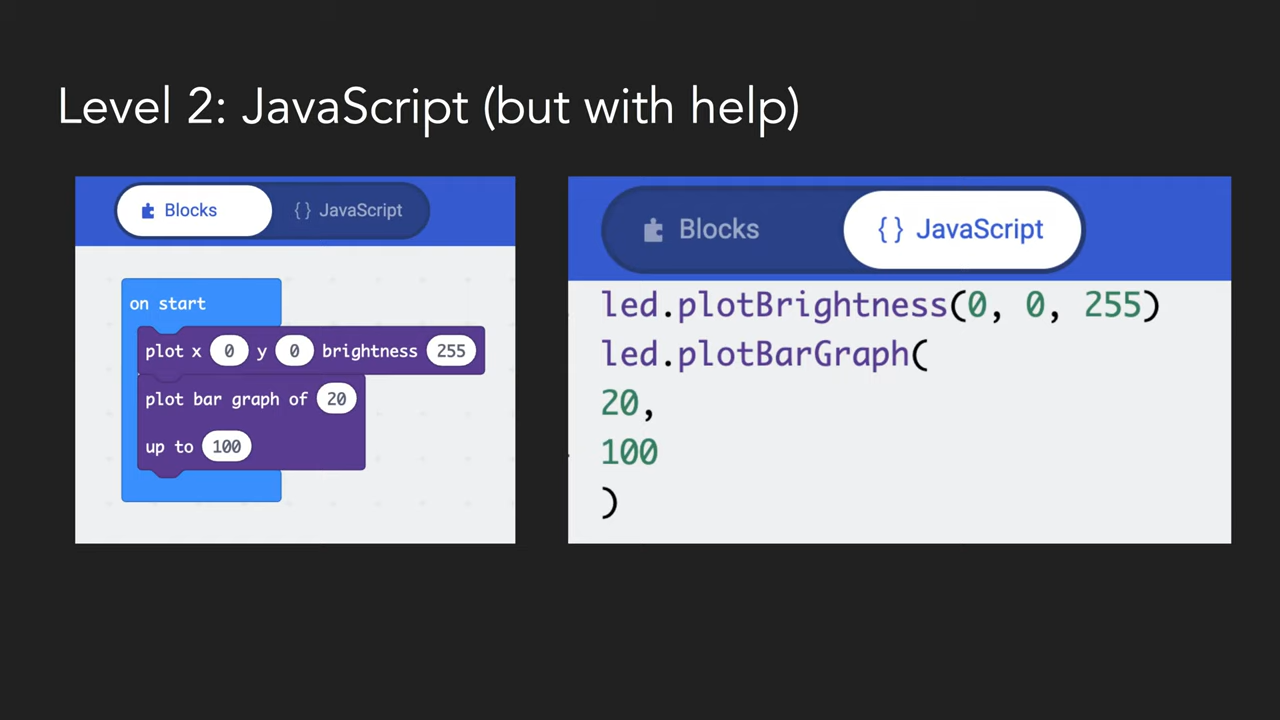 Level 2: JavaScript (but with help)
Blocks
{ } JavaScript
on start
plot x 0 y 0 brightness 255
plot bar graph of 20
up to 100
Blocks
{ } JavaScript
led.plotBrightness(0, 0, 255)
led.plotBarGraph(
20,
100
)